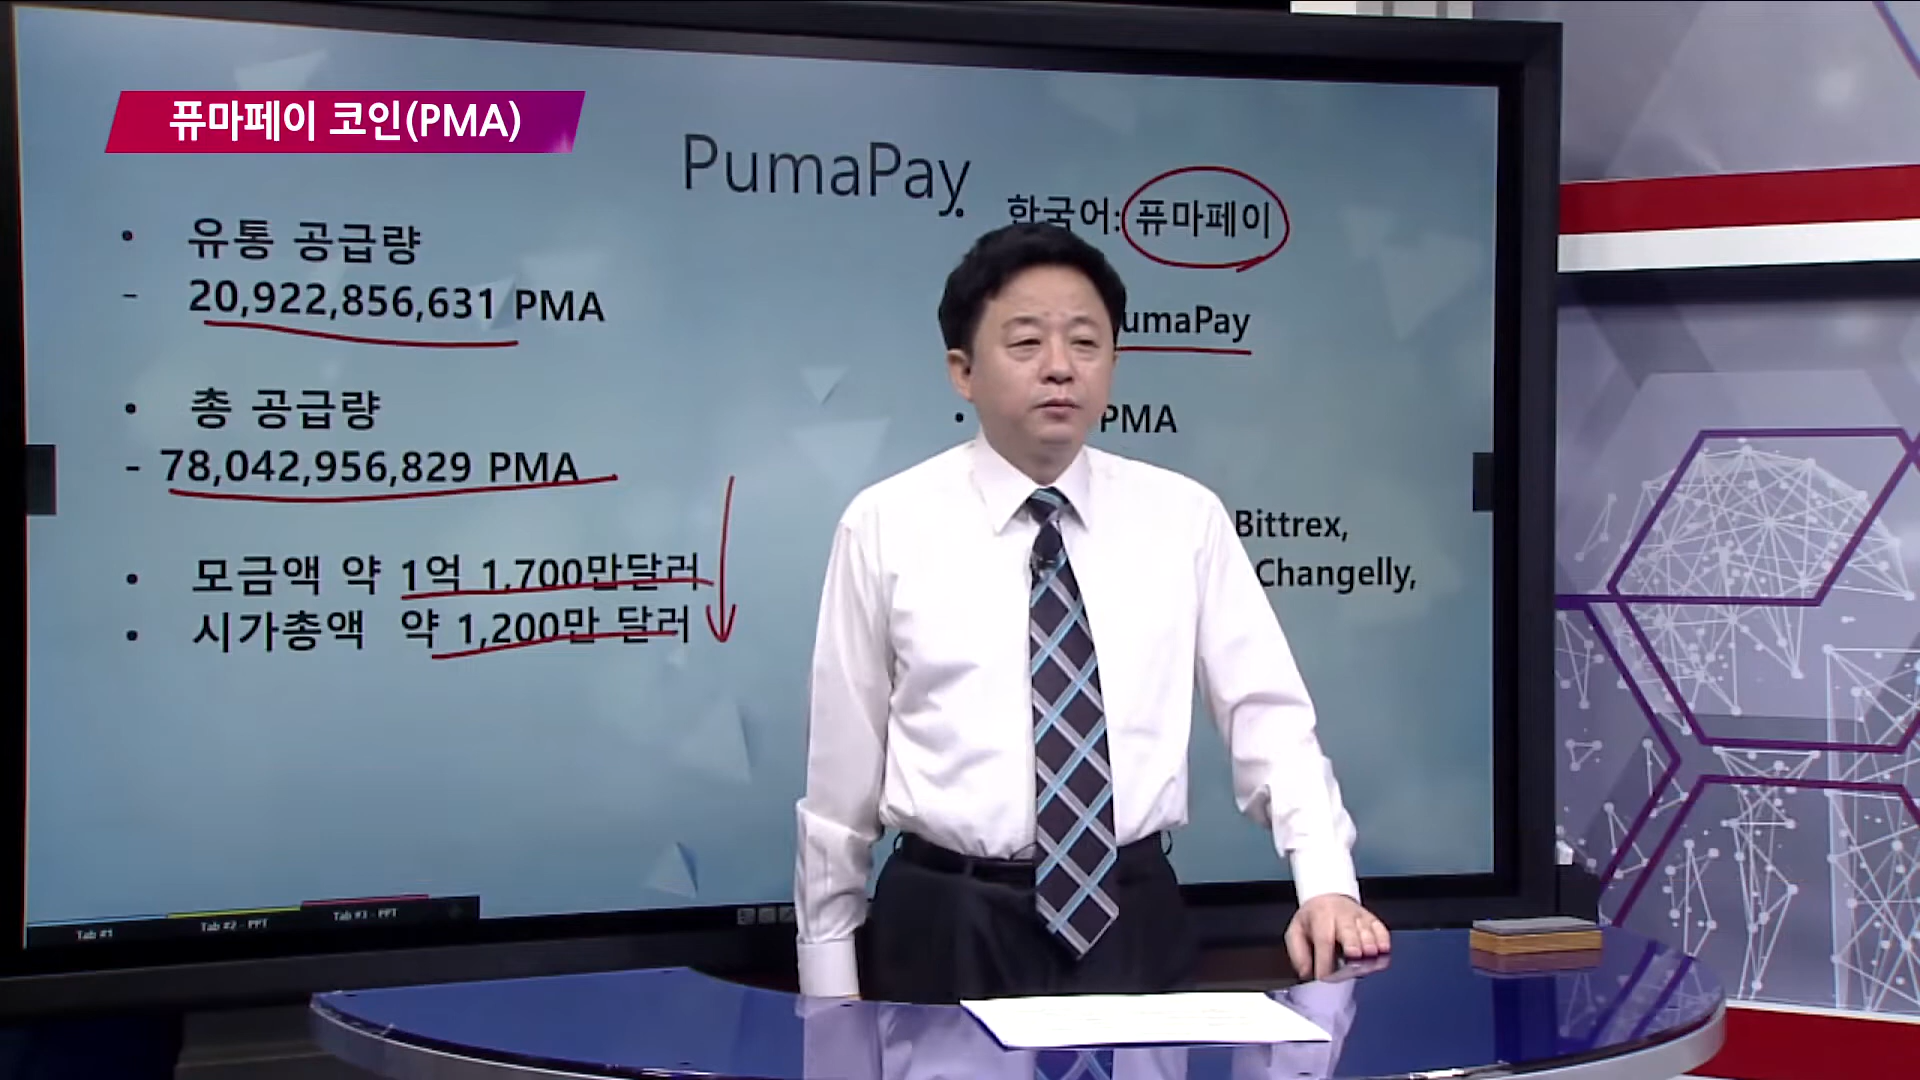 퓨마페이 코인(PMA)
PumaPay
• 유통 공급량
- 20,922,856,631 PMA
• 총 공급량
- 78,042,956,829 PMA
• 모금액 약 1억 1,700만달러
• 시가총액 약 1,200만 달러
• 한국어: 퓨마페이
umaPay
• PMA
Bittrex,
Changelly,
Tab #1
Tab #2 - PPT
Tab #3 - PPT